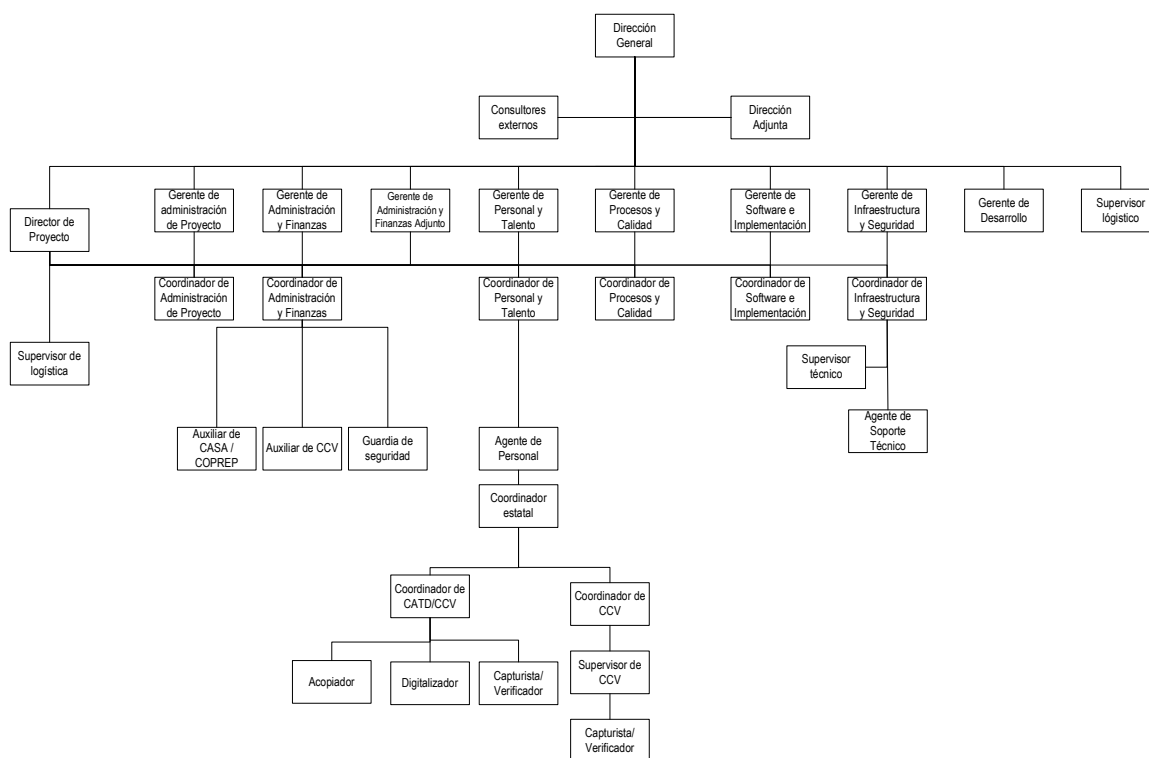 Dirección
General
Consultores
externos
Dirección
Adjunta
Director de
Proyecto
Gerente de
administración
de Proyecto
Gerente de
Administración
y Finanzas
Gerente de
Administración y
Finanzas Adjunto
Gerente de
Personal y
Talento
Gerente de
Procesos y
Calidad
Gerente de
Software e
Implementación
Gerente de
Infraestructura
y Seguridad
Gerente de
Desarrollo
Supervisor
lógistico
Coordinador de
Administración
de Proyecto
Coordinador de
Administración
y Finanzas
Coordinador de
Personal y
Talento
Coordinador de
Procesos y
Calidad
Coordinador de
Software e
Implementación
Coordinador de
Infraestructura
y Seguridad
Supervisor de
logística
Supervisor
técnico
Auxiliar de
CASA /
COPREP
Auxiliar de CCV
Guardia de
seguridad
Agente de
Personal
Agente de
Soporte
Técnico
Coordinador
estatal
Coordinador de
CATD/CCV
Coordinador de
CCV
Acopiador
Digitalizador
Capturista/
Verificador
Supervisor de
CCV
Capturista/
Verificador